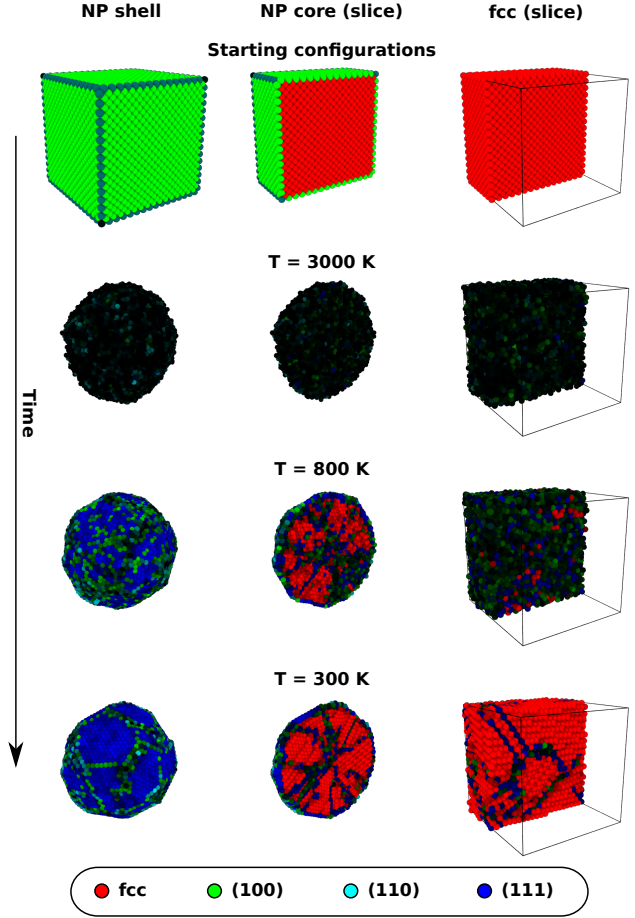 NP shell NP core (slice) fcc (slice)
Starting configurations
T = 3000 K
Time
T = 800 K
T = 300 K
fcc (100) (110) (111)